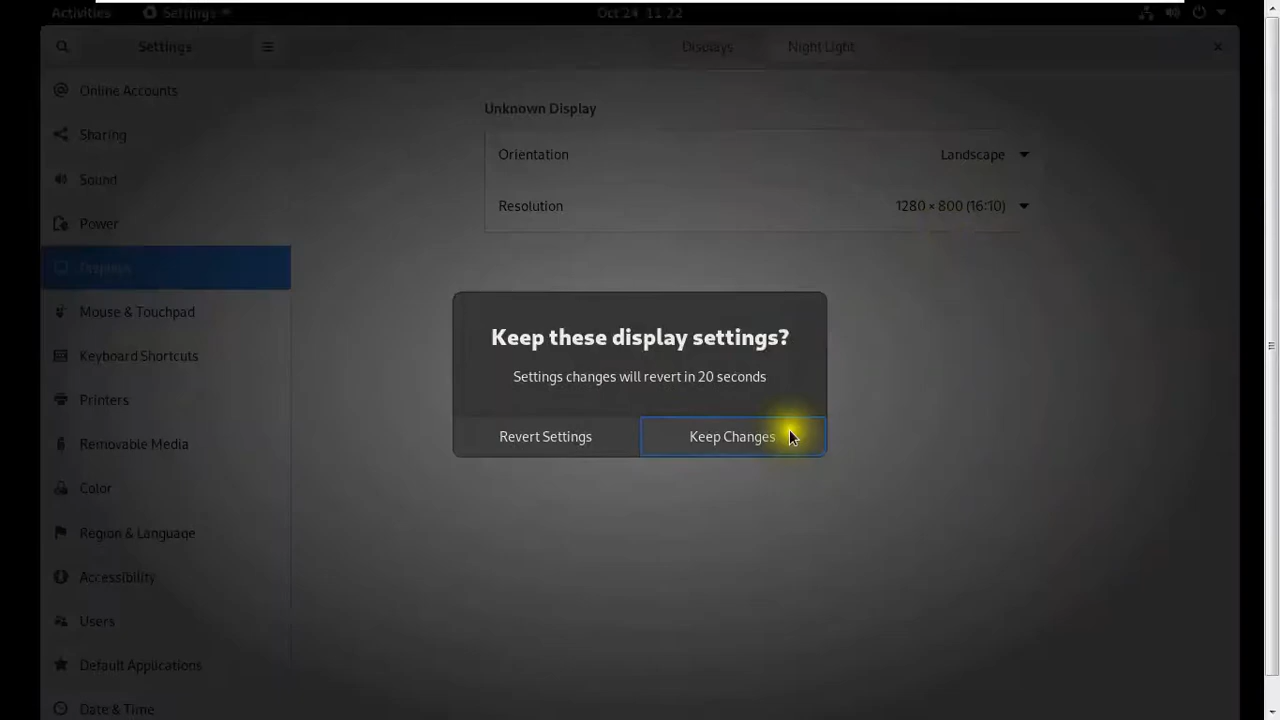 Activities Settings Oct 24 11:22
Settings Displays Night Light
Online Accounts
Sharing
Sound
Power
Displays
Mouse & Touchpad
Keyboard Shortcuts
Printers
Removable Media
Color
Region & Language
Accessibility
Users
Default Applications
Date & Time
Unknown Display
Orientation Landscape
Resolution 1280 × 800 (16:10)
Keep these display settings?
Settings changes will revert in 20 seconds
Revert Settings Keep Changes